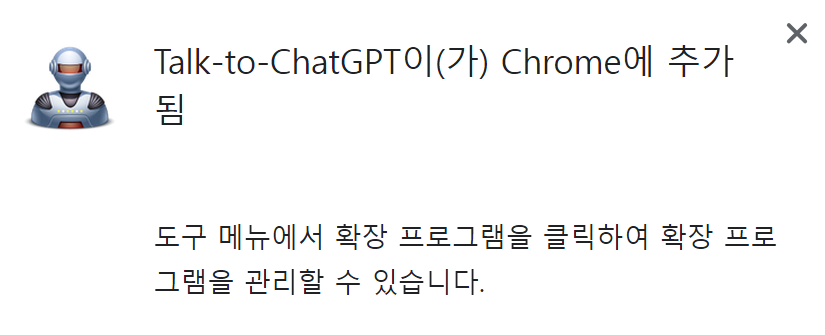 Talk-to-ChatGPT이(가) Chrome에 추가
됨
도구 메뉴에서 확장 프로그램을 클릭하여 확장 프로
그램을 관리할 수 있습니다.